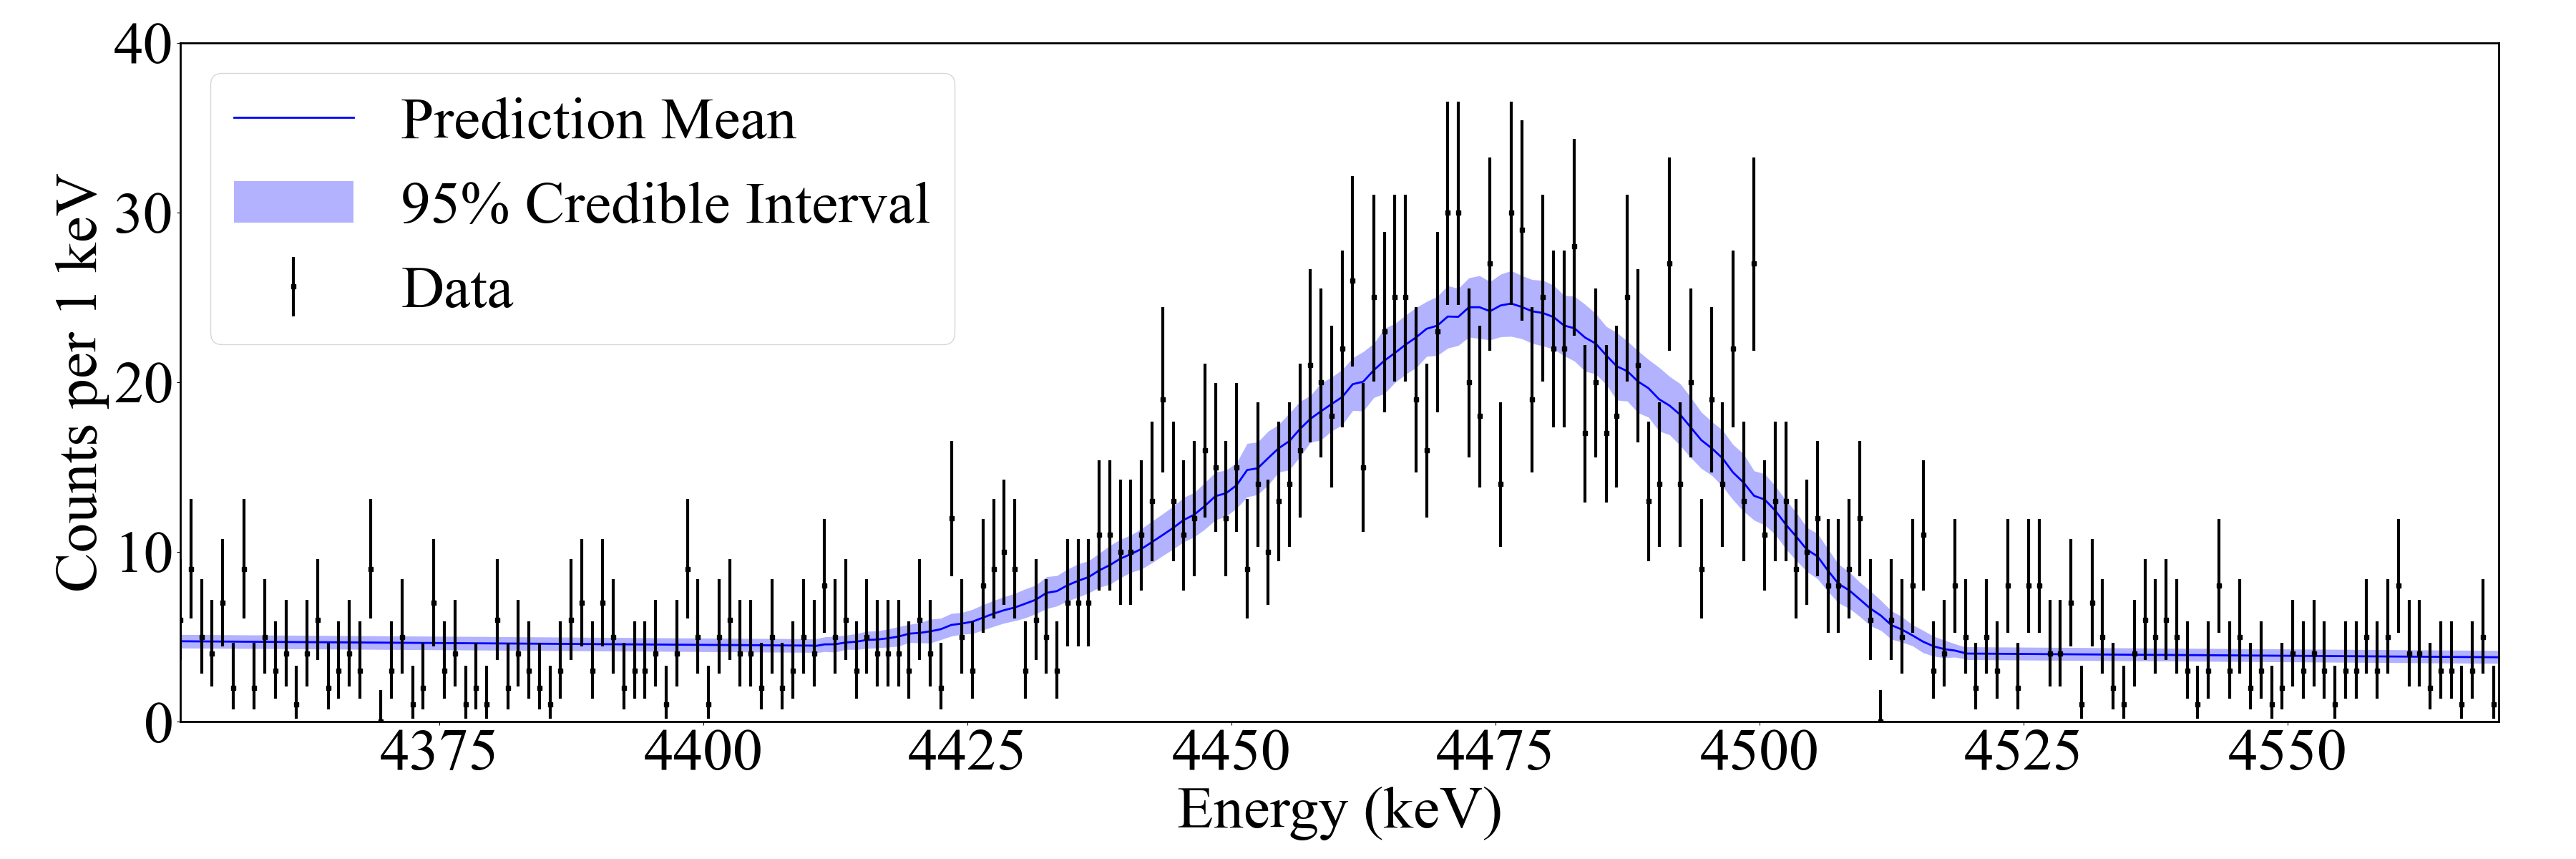 Counts per 1 keV
40
30
20
10
0
Prediction Mean
95% Credible Interval
Data
4375 4400 4425 4450 4475 4500 4525 4550
Energy (keV)